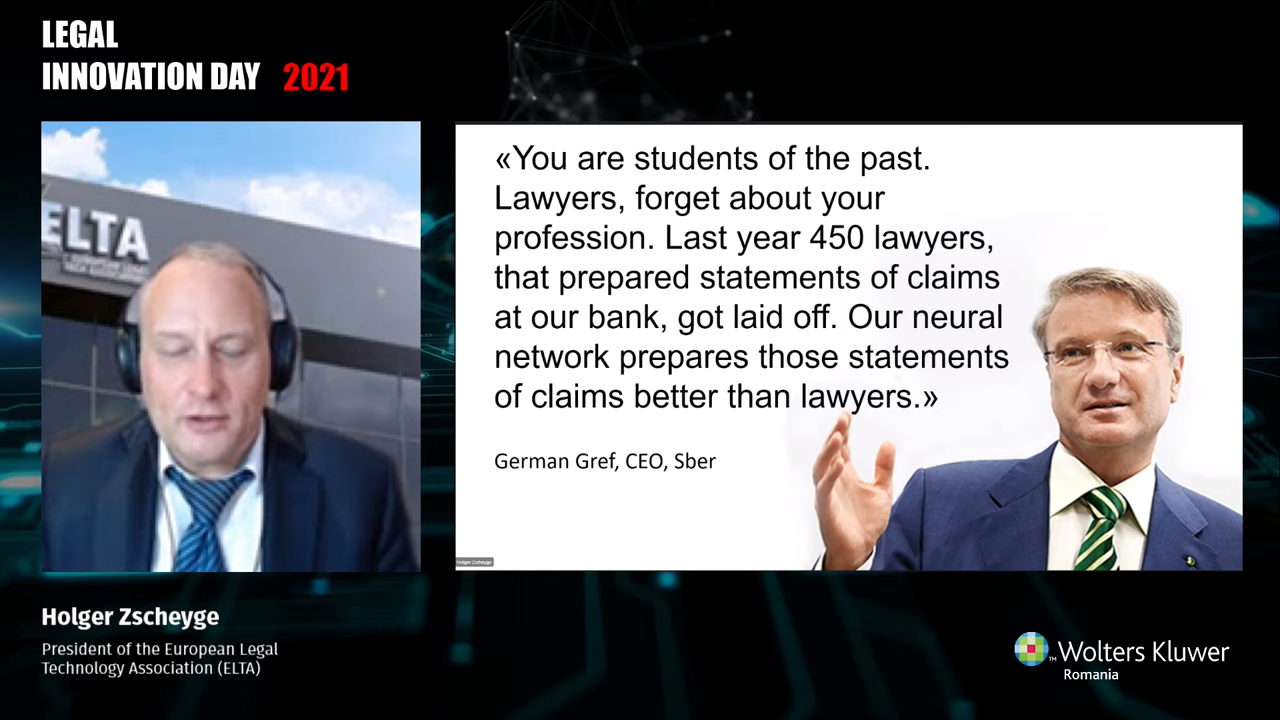 LEGAL
INNOVATION DAY 2021
ELTA
«You are students of the past.
Lawyers, forget about your
profession. Last year 450 lawyers,
that prepared statements of claims
at our bank, got laid off. Our neural
network prepares those statements
of claims better than lawyers.»
German Gref, CEO, Sber
Holger Zscheyge
Holger Zscheyge
President of the European Legal
Technology Association (ELTA)
Wolters Kluwer
Romania